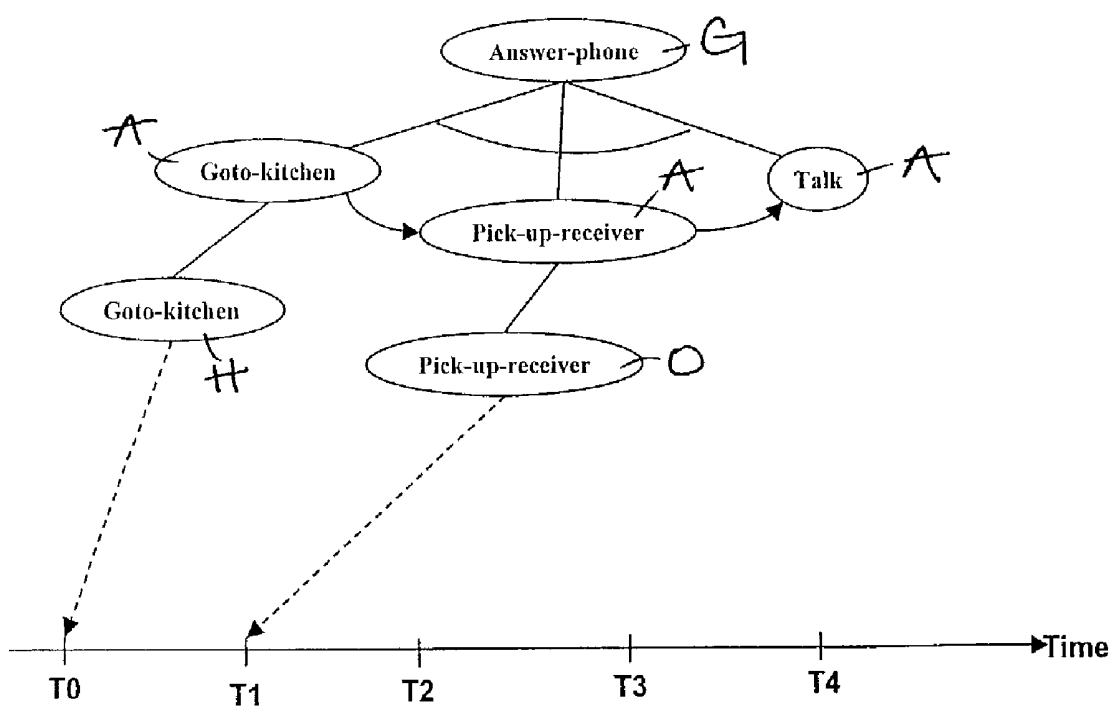 Answer-phone G
A
Goto-kitchen
A
Talk A
Pick-up-receiver
Goto-kitchen
H
Pick-up-receiver O
Time
T0 T1 T2 T3 T4